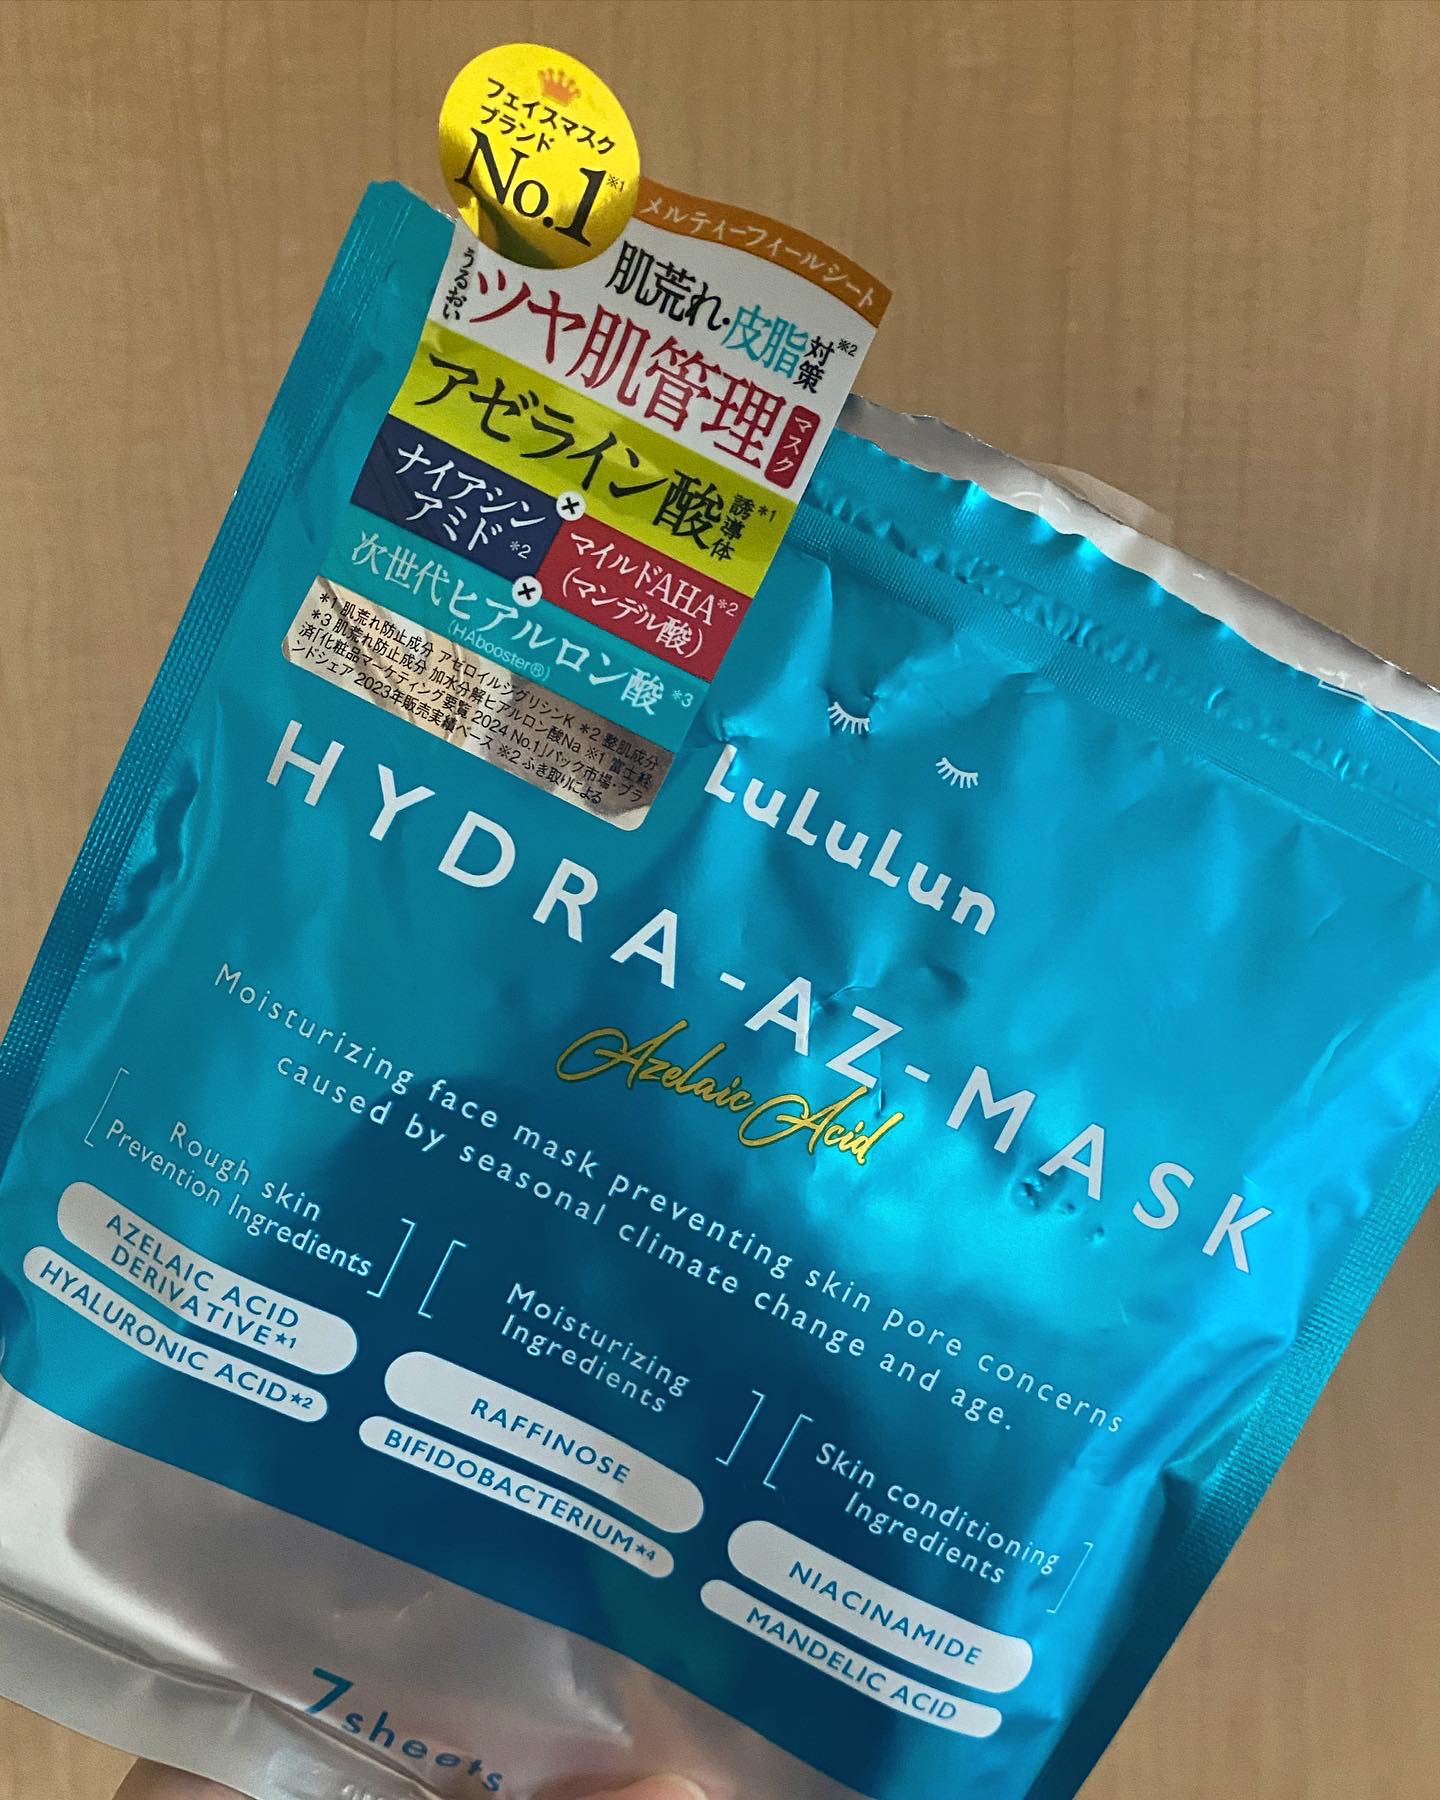 フェイスマスク
ブランド
No.1※1
メルティーフィールシート
肌荒れ・皮脂対策※2
うるおい
ツヤ肌管理マスク
アゼライン酸誘導体*1
ナイアシン
アミド*2
×
マイルドAHA*2
(マンデル酸)
×
次世代ヒアルロン酸*3
(HAbooster®)
*1 肌荒れ防止成分 アゼロイルジグリシンK *2 整肌成分
*3 肌荒れ防止成分 加水分解ヒアルロン酸Na ※1 富士経
済「化粧品マーケティング要覧 2024 No.1」/パック市場・ブラ
ンドシェア 2023年販売実績ベース ※2 ふき取りによる
LuLuLun
HYDRA-AZ-MASK
Azelaic Acid
Moisturizing face mask preventing skin pore concerns
caused by seasonal climate change and age.
Rough skin
Prevention Ingredients
AZELAIC ACID
DERIVATIVE★1
HYALURONIC ACID★2
Moisturizing
Ingredients
RAFFINOSE
BIFIDOBACTERIUM★4
Skin conditioning
Ingredients
NIACINAMIDE
MANDELIC ACID
7sheets